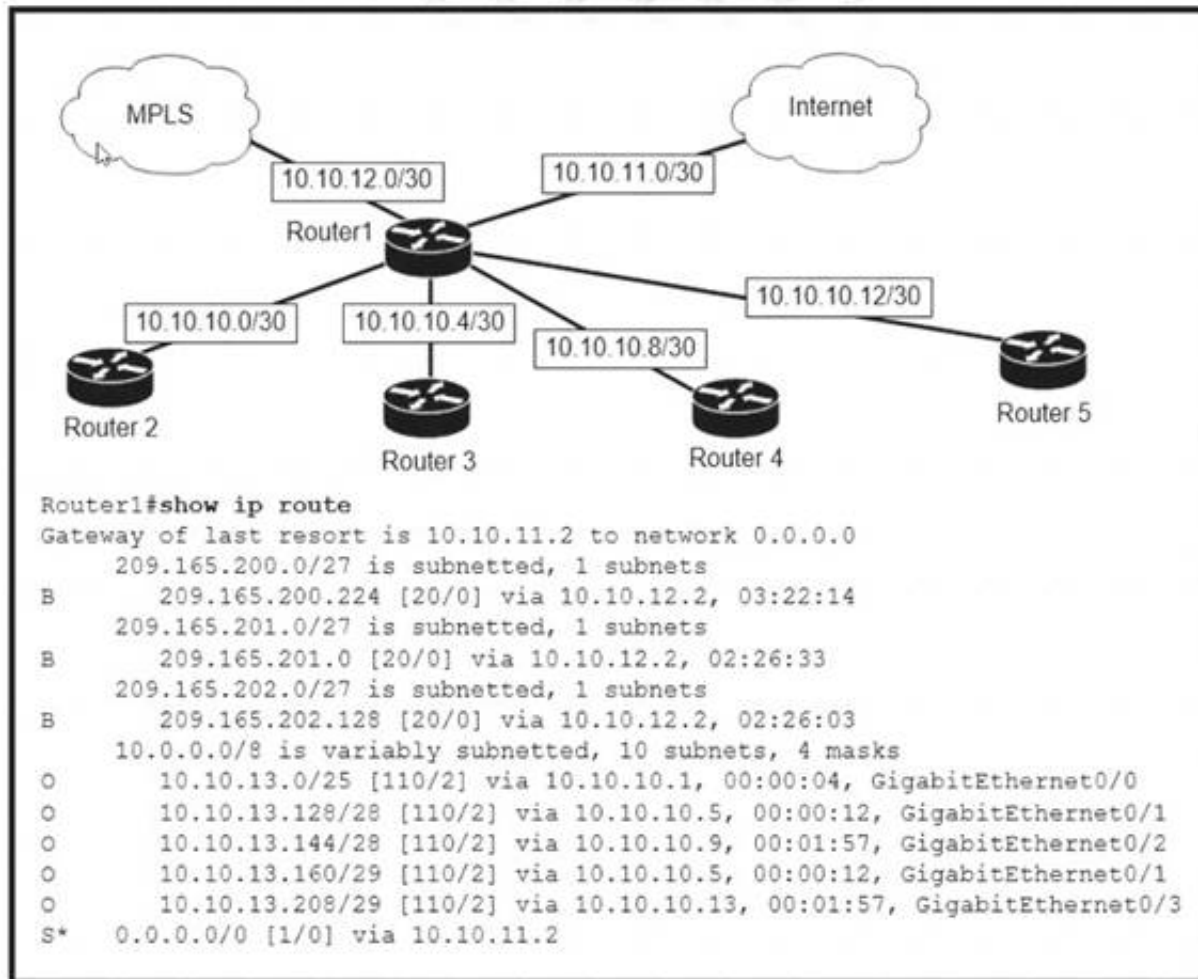 MPLS
Internet
10.10.12.0/30
10.10.11.0/30
Router1
10.10.10.12/30
10.10.10.0/30
10.10.10.4/30
10.10.10.8/30
Router 2
Router 3
Router 4
Router 5
Router1#show ip route
Gateway of last resort is 10.10.11.2 to network 0.0.0.0
209.165.200.0/27 is subnetted, 1 subnets
B 209.165.200.224 [20/0] via 10.10.12.2, 03:22:14
209.165.201.0/27 is subnetted, 1 subnets
B 209.165.201.0 [20/0] via 10.10.12.2, 02:26:33
209.165.202.0/27 is subnetted, 1 subnets
B 209.165.202.128 [20/0] via 10.10.12.2, 02:26:03
10.0.0.0/8 is variably subnetted, 10 subnets, 4 masks
O 10.10.13.0/25 [110/2] via 10.10.10.1, 00:00:04, GigabitEthernet0/0
O 10.10.13.128/28 [110/2] via 10.10.10.5, 00:00:12, GigabitEthernet0/1
O 10.10.13.144/28 [110/2] via 10.10.10.9, 00:01:57, GigabitEthernet0/2
O 10.10.13.160/29 [110/2] via 10.10.10.5, 00:00:12, GigabitEthernet0/1
O 10.10.13.208/29 [110/2] via 10.10.10.13, 00:01:57, GigabitEthernet0/3
S* 0.0.0.0/0 [1/0] via 10.10.11.2